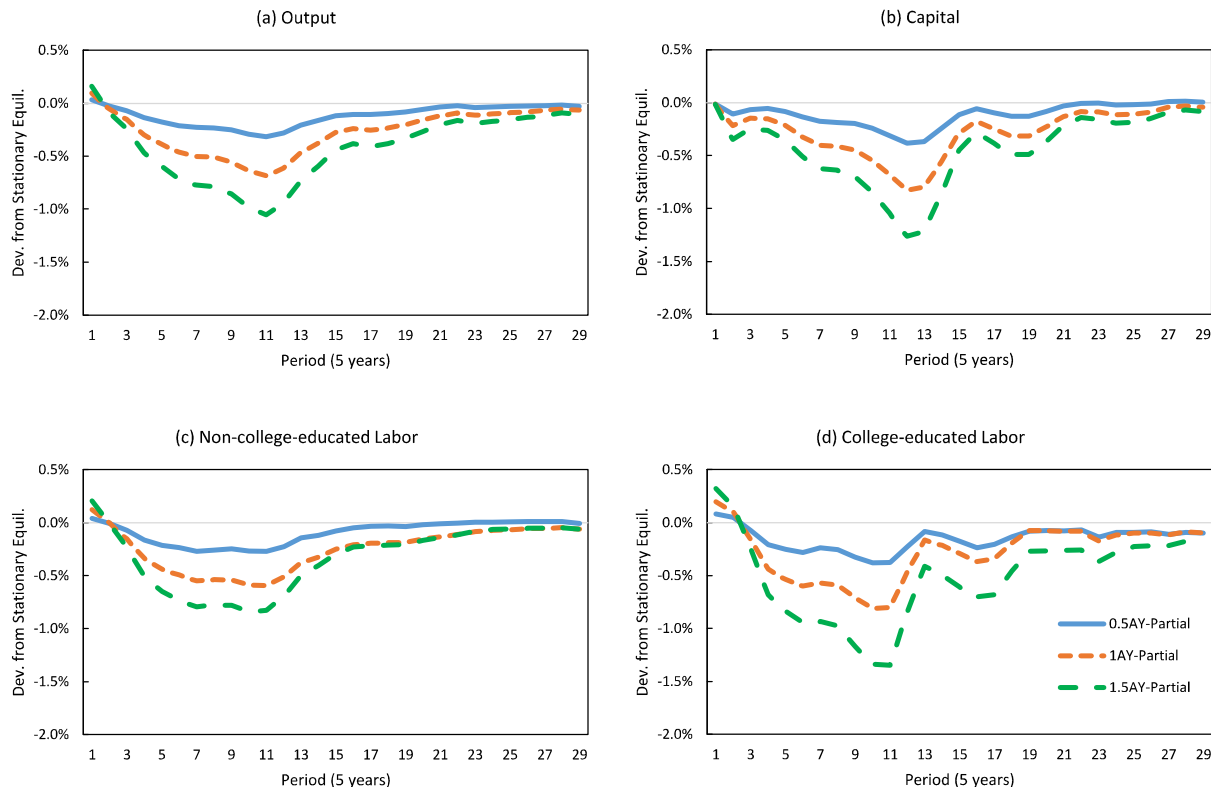 (a) Output
Dev. from Stationary Equil.
0.5%
0.0%
-0.5%
-1.0%
-1.5%
-2.0%
1 3 5 7 9 11 13 15 17 19 21 23 25 27 29
Period (5 years)
(b) Capital
Dev. from Statinoary Equil.
0.5%
0.0%
-0.5%
-1.0%
-1.5%
-2.0%
1 3 5 7 9 11 13 15 17 19 21 23 25 27 29
Period (5 years)
(c) Non-college-educated Labor
Dev. from Stationary Equil.
0.5%
0.0%
-0.5%
-1.0%
-1.5%
-2.0%
1 3 5 7 9 11 13 15 17 19 21 23 25 27 29
Period (5 years)
(d) College-educated Labor
Dev. from Stationary Equil.
0.5%
0.0%
-0.5%
-1.0%
-1.5%
-2.0%
0.5AY-Partial
1AY-Partial
1.5AY-Partial
1 3 5 7 9 11 13 15 17 19 21 23 25 27 29
Period (5 years)